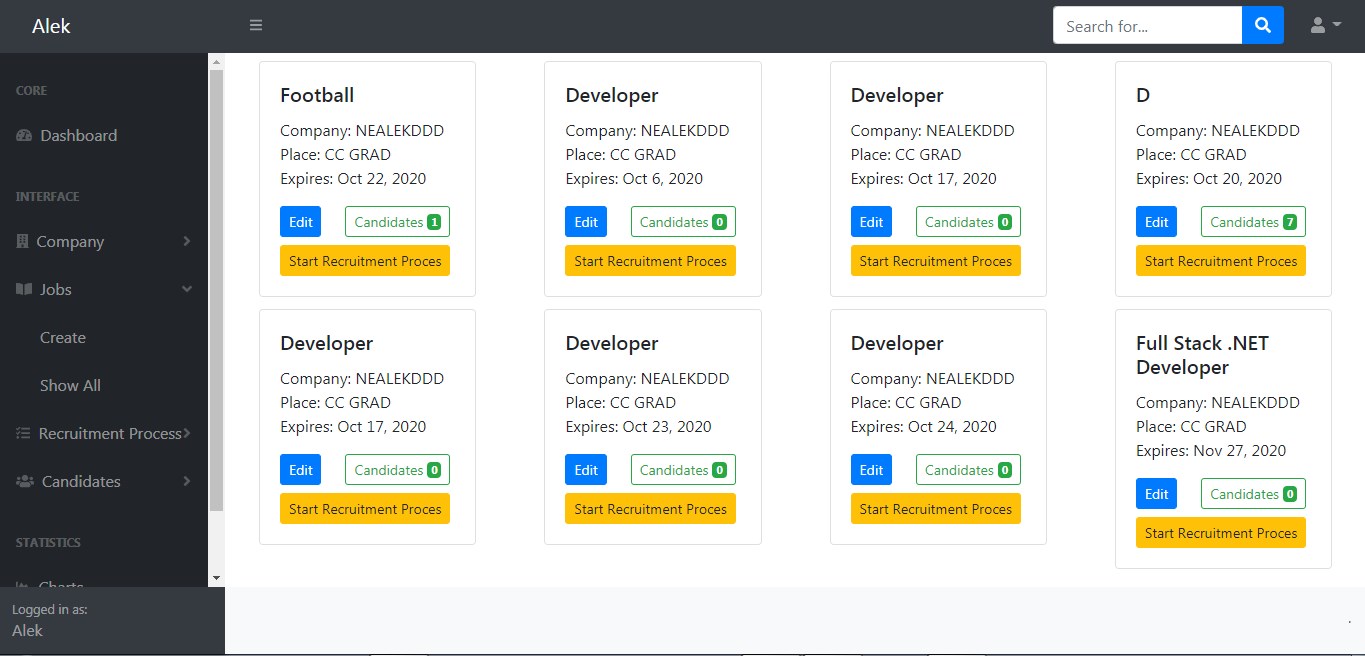 Alek
Search for...
CORE
Dashboard
INTERFACE
Company
Jobs
Create
Show All
Recruitment Process
Candidates
STATISTICS
Charts
Logged in as:
Alek
Football
Company: NEALEKDDD
Place: CC GRAD
Expires: Oct 22, 2020
Edit
Candidates 1
Start Recruitment Proces
Developer
Company: NEALEKDDD
Place: CC GRAD
Expires: Oct 6, 2020
Edit
Candidates 0
Start Recruitment Proces
Developer
Company: NEALEKDDD
Place: CC GRAD
Expires: Oct 17, 2020
Edit
Candidates 0
Start Recruitment Proces
D
Company: NEALEKDDD
Place: CC GRAD
Expires: Oct 20, 2020
Edit
Candidates 7
Start Recruitment Proces
Developer
Company: NEALEKDDD
Place: CC GRAD
Expires: Oct 17, 2020
Edit
Candidates 0
Start Recruitment Proces
Developer
Company: NEALEKDDD
Place: CC GRAD
Expires: Oct 23, 2020
Edit
Candidates 0
Start Recruitment Proces
Developer
Company: NEALEKDDD
Place: CC GRAD
Expires: Oct 24, 2020
Edit
Candidates 0
Start Recruitment Proces
Full Stack .NET
Developer
Company: NEALEKDDD
Place: CC GRAD
Expires: Nov 27, 2020
Edit
Candidates 0
Start Recruitment Proces
.